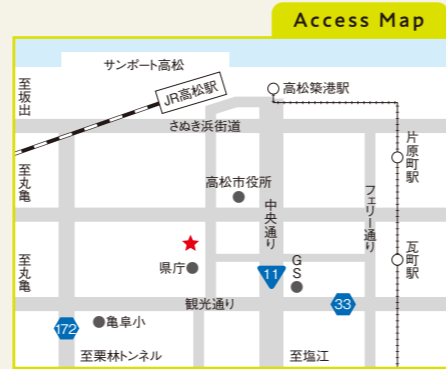 Access Map
サンポート高松
至坂出
JR高松駅
高松築港駅
さぬき浜街道
片原町駅
至丸亀
高松市役所
中央通り
フェリー通り
瓦町駅
至丸亀
県庁
GS
11
観光通り
33
172
亀阜小
至栗林トンネル
至塩江